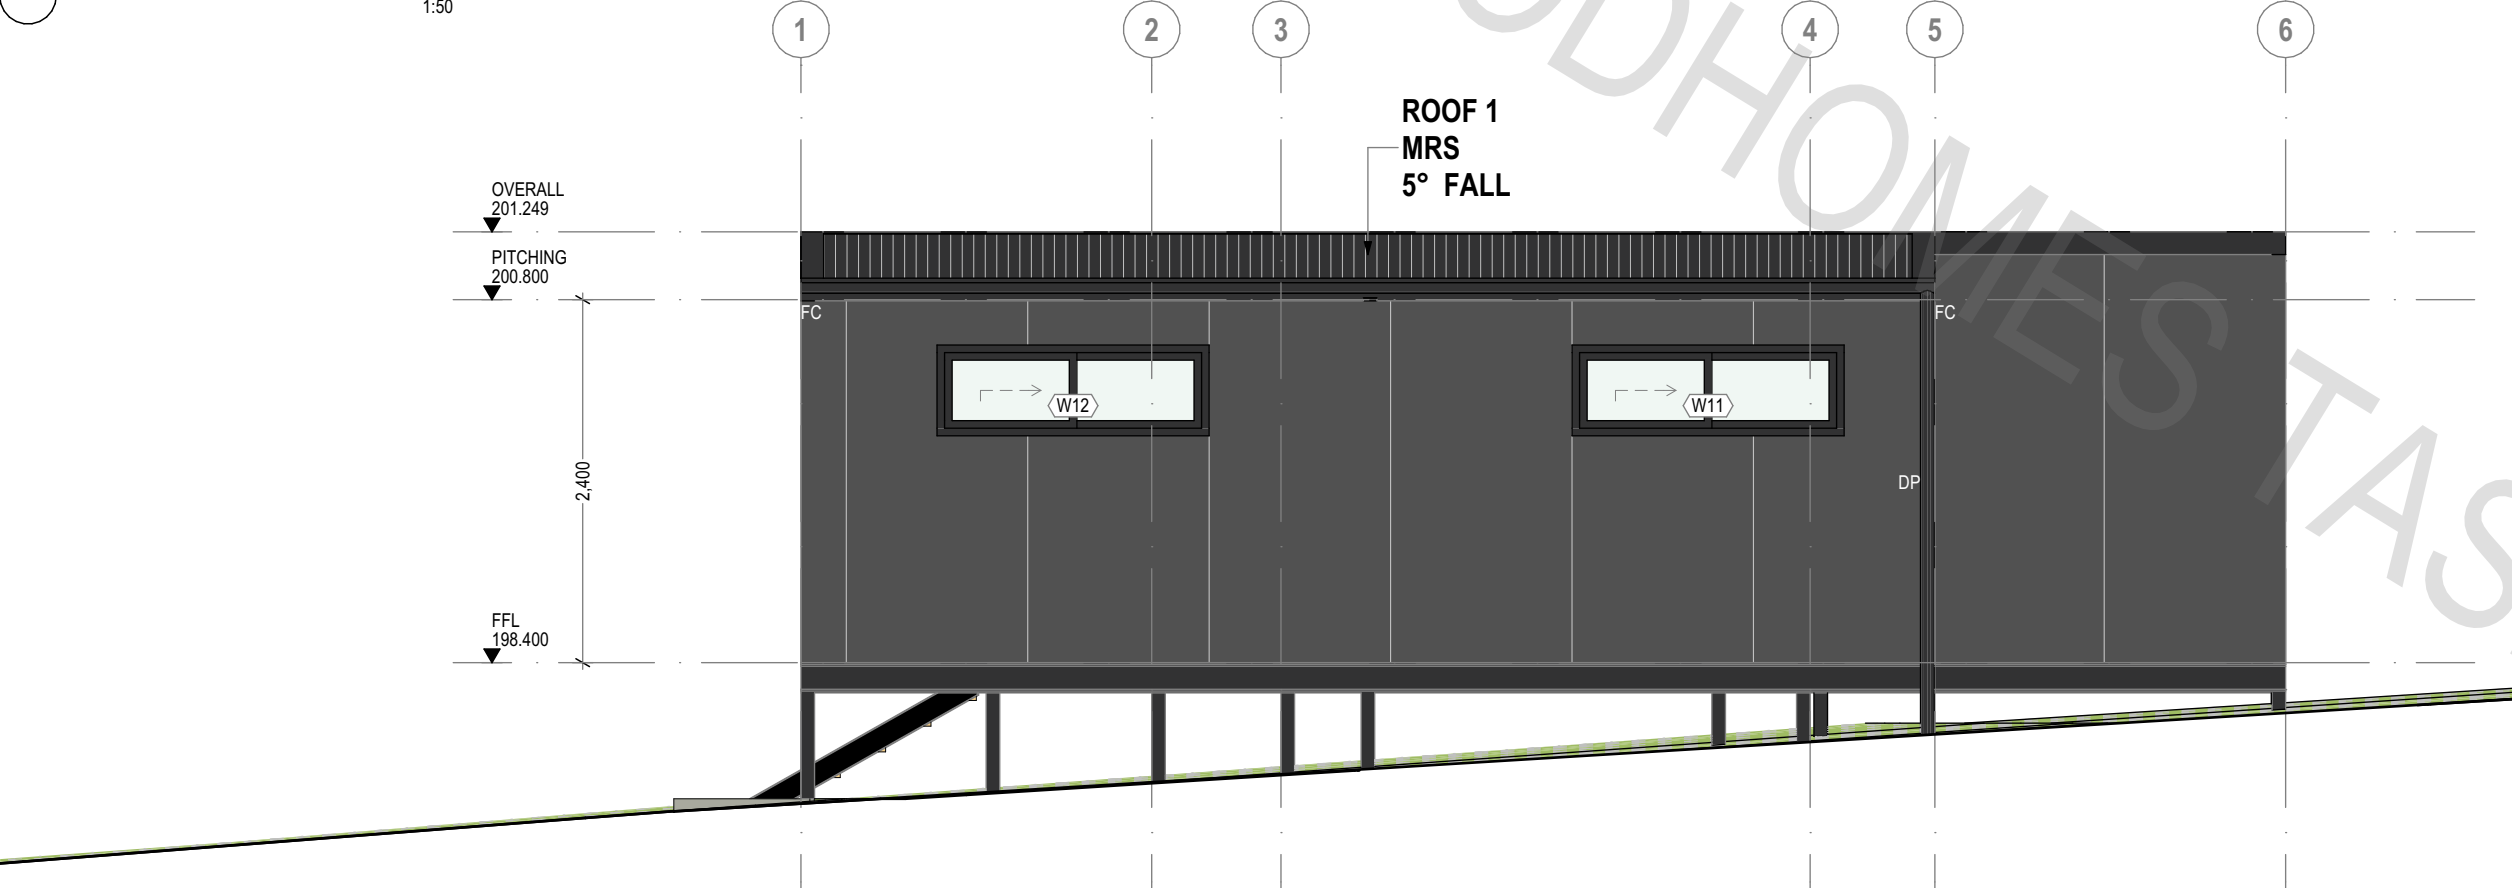 1:50
1
2
3
4
5
6
ROOF 1
MRS
5° FALL
OVERALL
201.249
PITCHING
200.800
FC
FC
W12
W11
2,400
DP
FFL
198.400